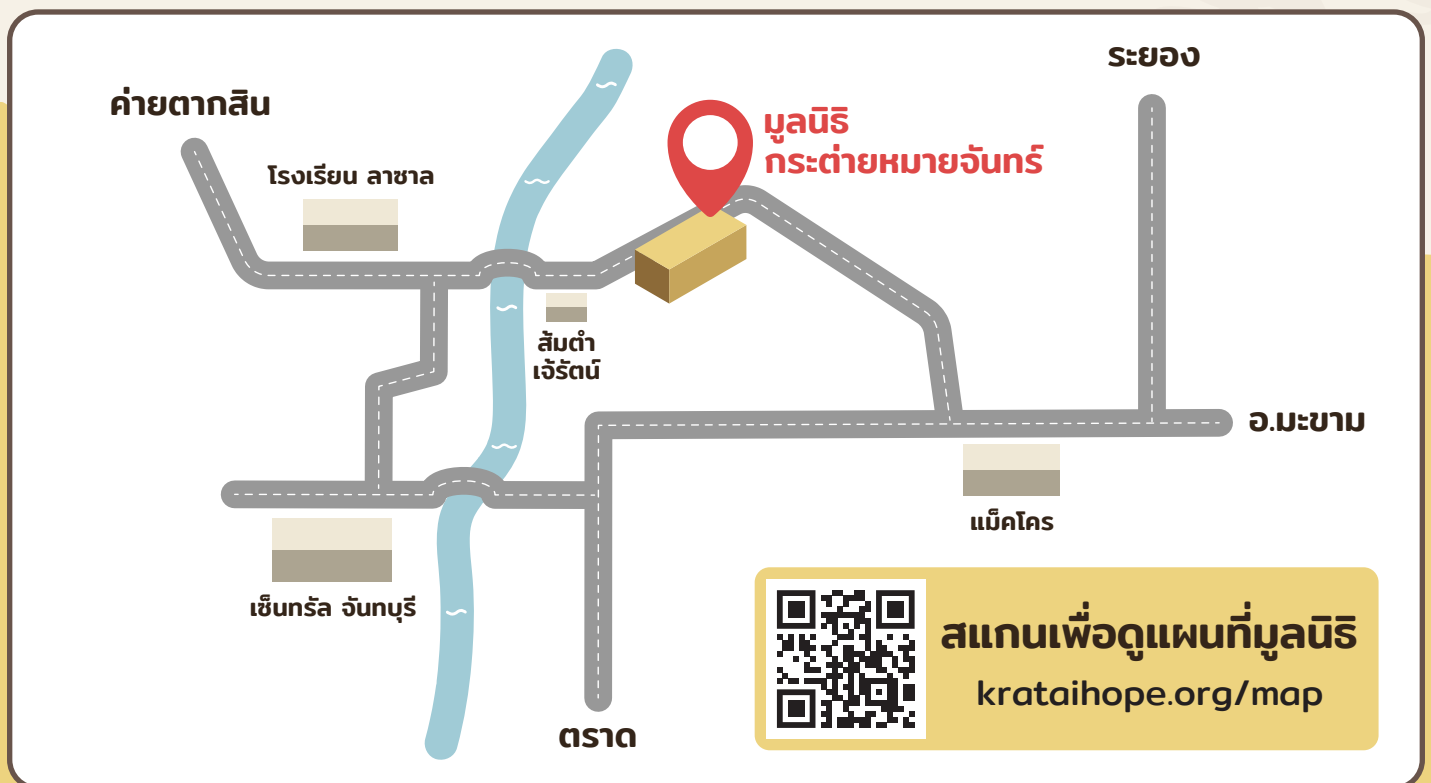 ระยอง
ค่ายตากสิน
มูลนิธิ
กระต่ายหมายจันทร์
โรงเรียน ลาซาล
ส้มตำ
เจ้รัตน์
อ.มะขาม
แม็คโคร
เซ็นทรัล จันทบุรี
สแกนเพื่อดูแผนที่มูลนิธิ
krataihope.org/map
ตราด